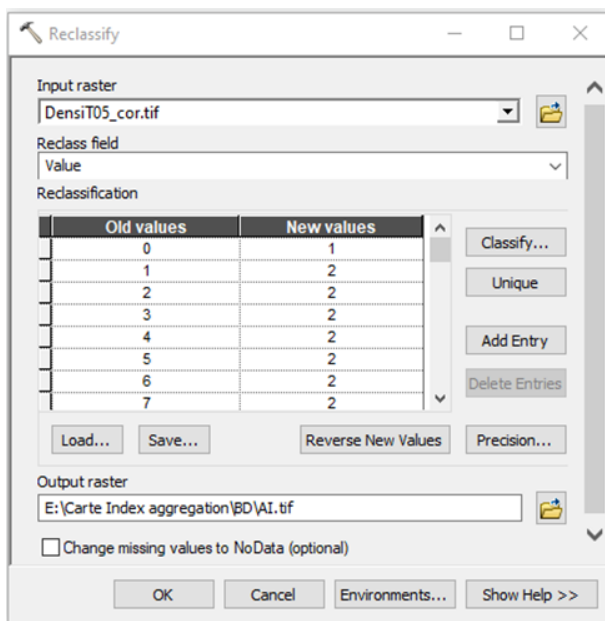 Reclassify
Input raster
DensiT05_cor.tif
Reclass field
Value
Reclassification
Old values New values
0 1
1 2
2 2
3 2
4 2
5 2
6 2
7 2
Classify...
Unique
Add Entry
Delete Entries
Load... Save... Reverse New Values Precision...
Output raster
E:\Carte Index aggregation\BD\AI.tif
Change missing values to NoData (optional)
OK Cancel Environments... Show Help >>